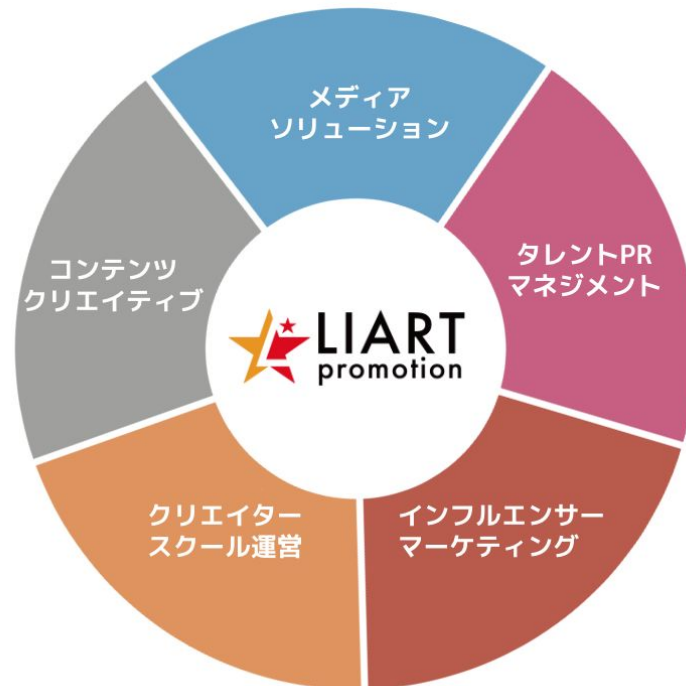 メディア
ソリューション
タレントPR
マネジメント
インフルエンサー
マーケティング
クリエイター
スクール運営
コンテンツ
クリエイティブ
LIART
promotion